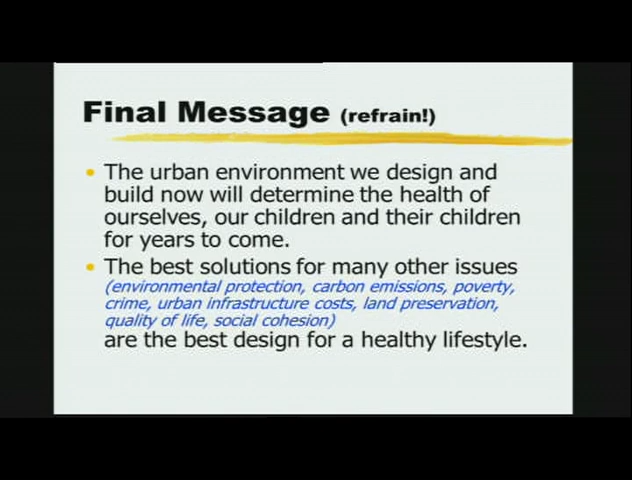 Final Message (refrain!)
• The urban environment we design and
build now will determine the health of
ourselves, our children and their children
for years to come.
• The best solutions for many other issues
(environmental protection, carbon emissions, poverty,
crime, urban infrastructure costs, land preservation,
quality of life, social cohesion)
are the best design for a healthy lifestyle.